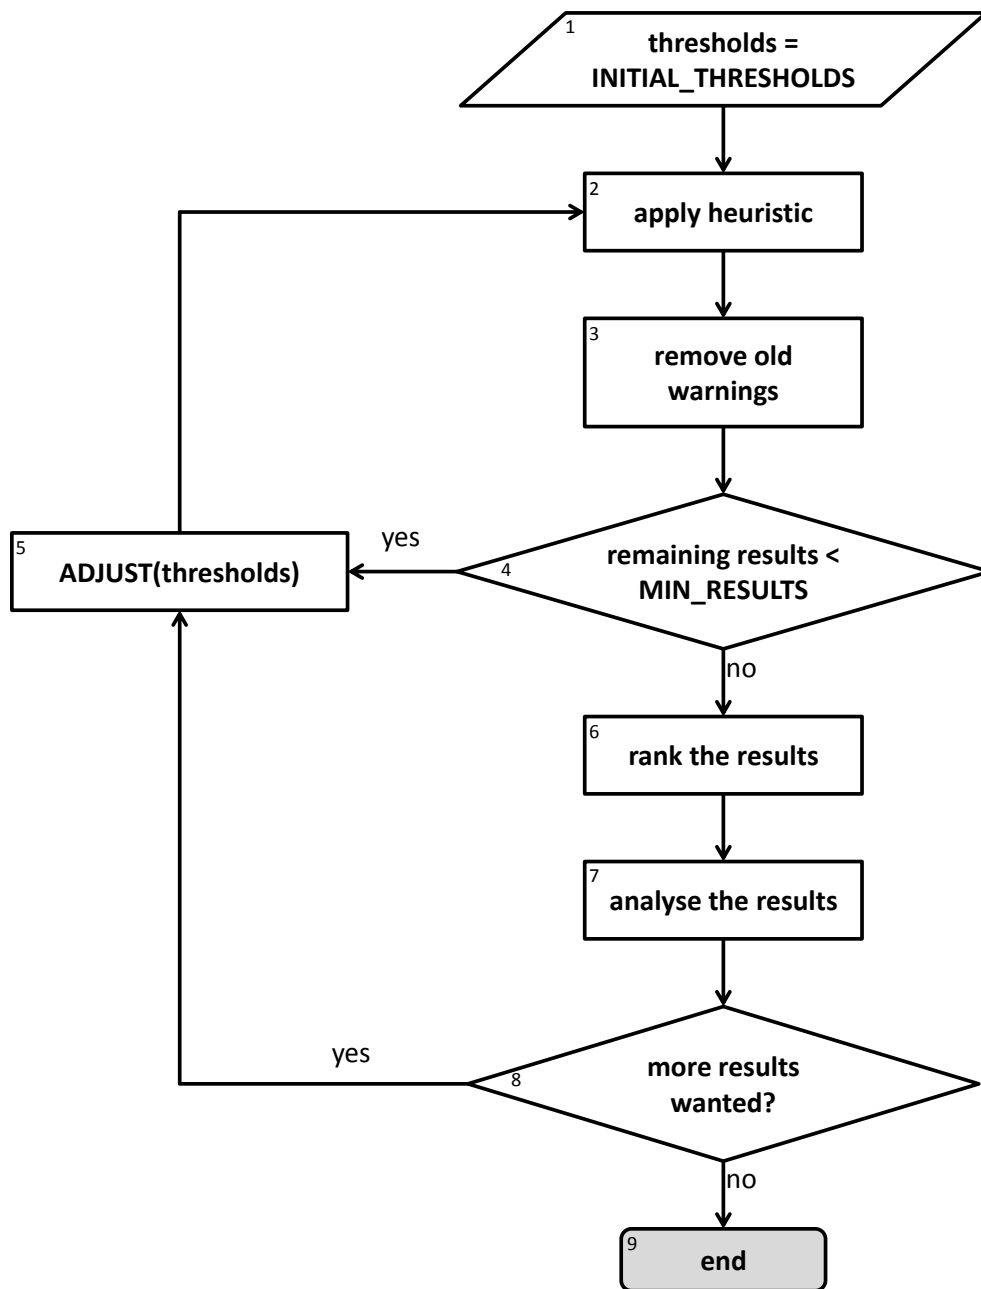 1
thresholds =
INITIAL_THRESHOLDS
2
apply heuristic
3
remove old
warnings
4
remaining results <
MIN_RESULTS
yes
5
ADJUST(thresholds)
no
6
rank the results
7
analyse the results
8
more results
wanted?
yes
no
9
end